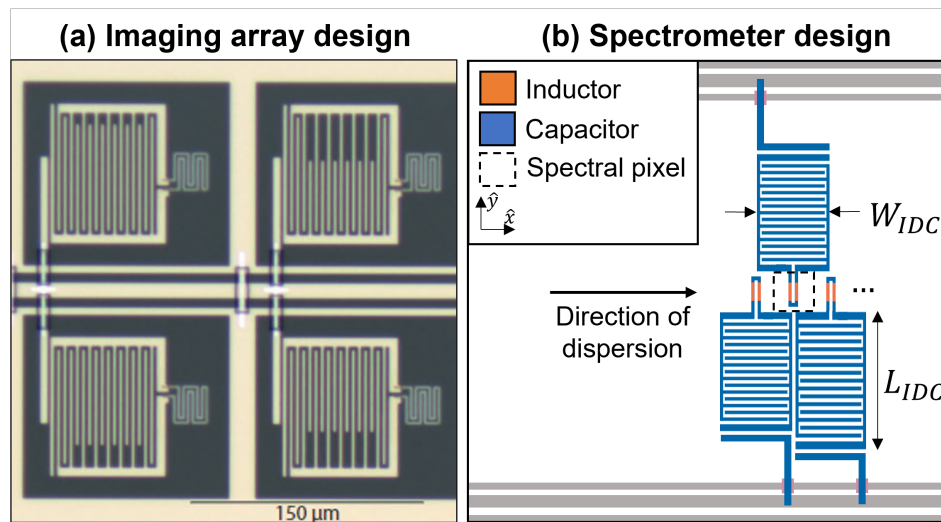 (a) Imaging array design
(b) Spectrometer design
Inductor
Capacitor
Spectral pixel
ŷ
x̂
W_IDC
Direction of
dispersion
...
L_IDC
150 µm